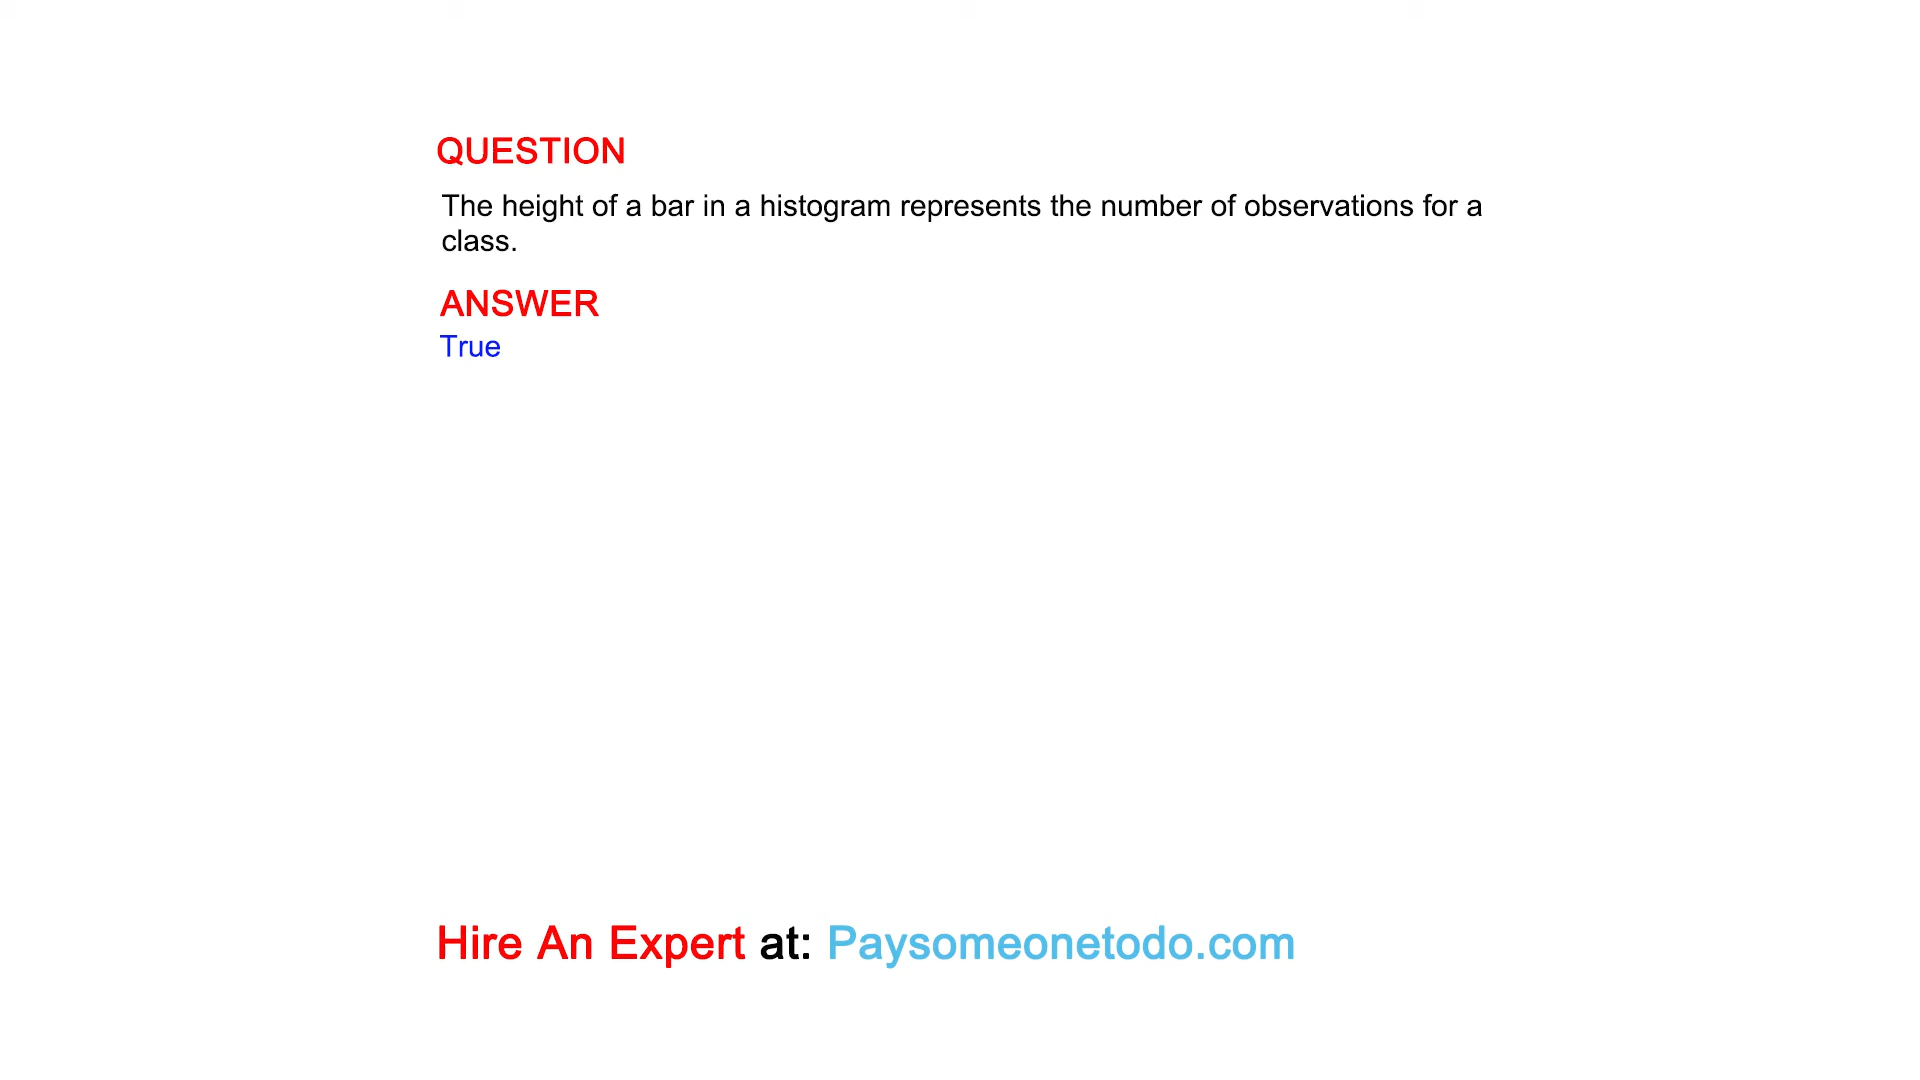 QUESTION
The height of a bar in a histogram represents the number of observations for a
class.
ANSWER
True
Hire An Expert at: Paysomeonetodo.com